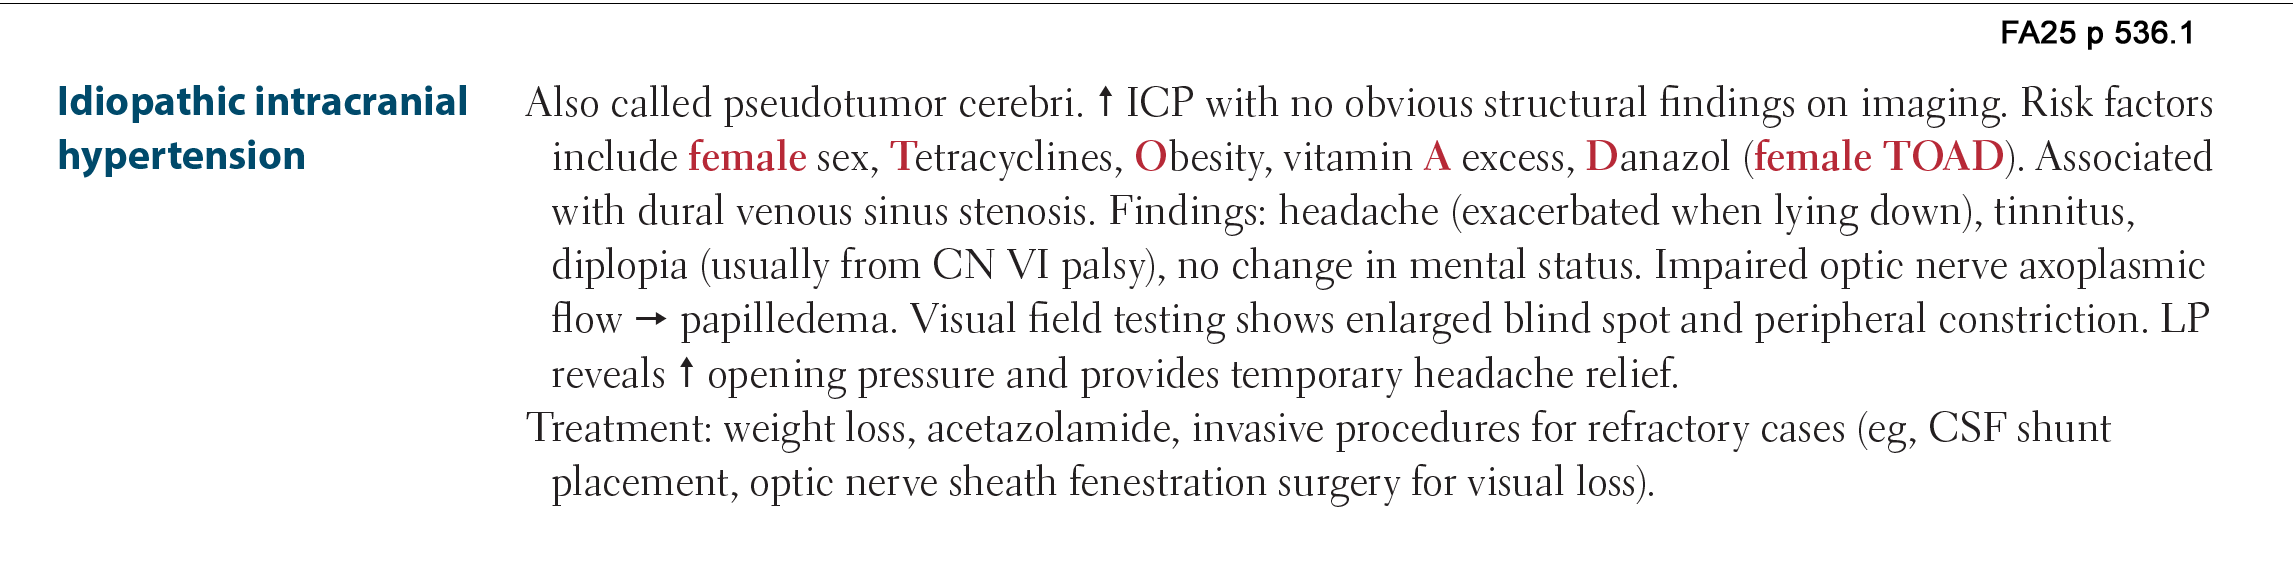 FA25 p 536.1
Idiopathic intracranial
hypertension
Also called pseudotumor cerebri. ↑ ICP with no obvious structural findings on imaging. Risk factors
include female sex, Tetracyclines, Obesity, vitamin A excess, Danazol (female TOAD). Associated
with dural venous sinus stenosis. Findings: headache (exacerbated when lying down), tinnitus,
diplopia (usually from CN VI palsy), no change in mental status. Impaired optic nerve axoplasmic
flow → papilledema. Visual field testing shows enlarged blind spot and peripheral constriction. LP
reveals ↑ opening pressure and provides temporary headache relief.
Treatment: weight loss, acetazolamide, invasive procedures for refractory cases (eg, CSF shunt
placement, optic nerve sheath fenestration surgery for visual loss).